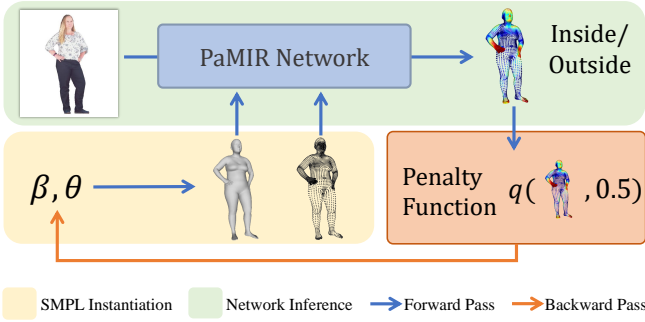 PaMIR Network
Inside/
Outside
β, θ
Penalty
Function
q( , 0.5)
SMPL Instantiation
Network Inference
Forward Pass
Backward Pass